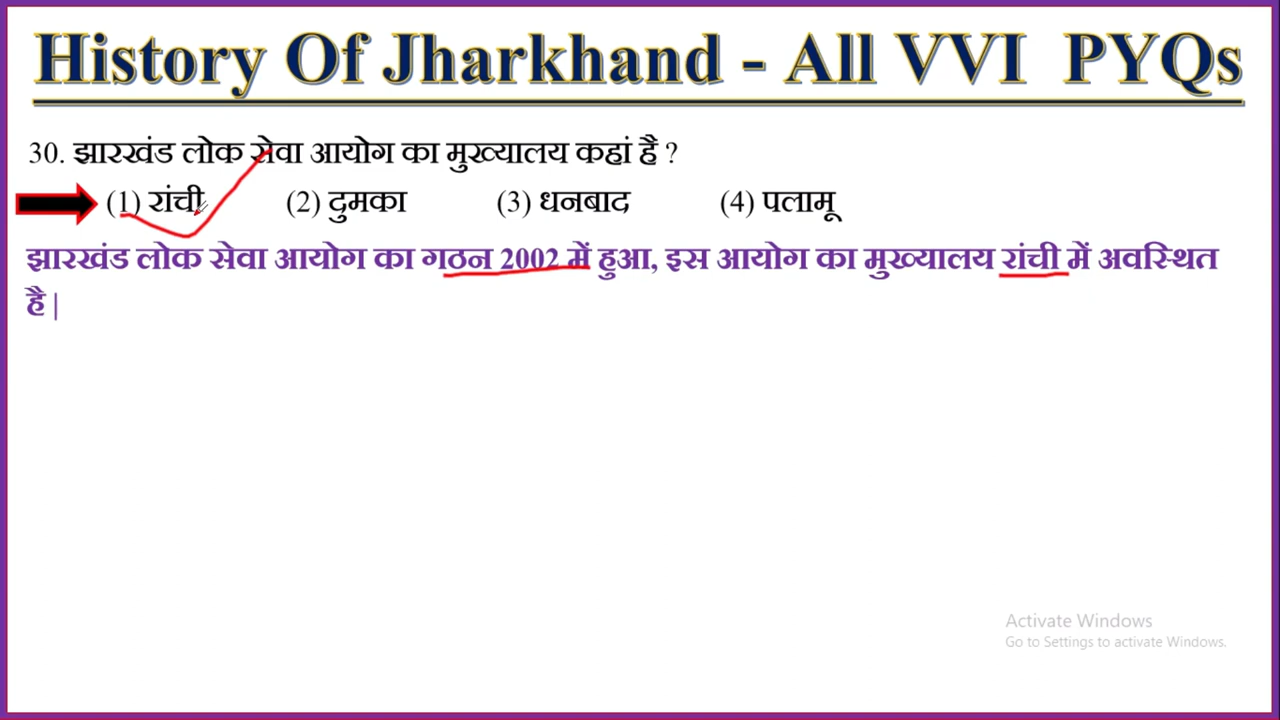 History Of Jharkhand - All VVI PYQs
30. झारखंड लोक सेवा आयोग का मुख्यालय कहां है ?
(1) रांची (2) दुमका (3) धनबाद (4) पलामू
झारखंड लोक सेवा आयोग का गठन 2002 में हुआ, इस आयोग का मुख्यालय रांची में अवस्थित
है |
Activate Windows
Go to Settings to activate Windows.